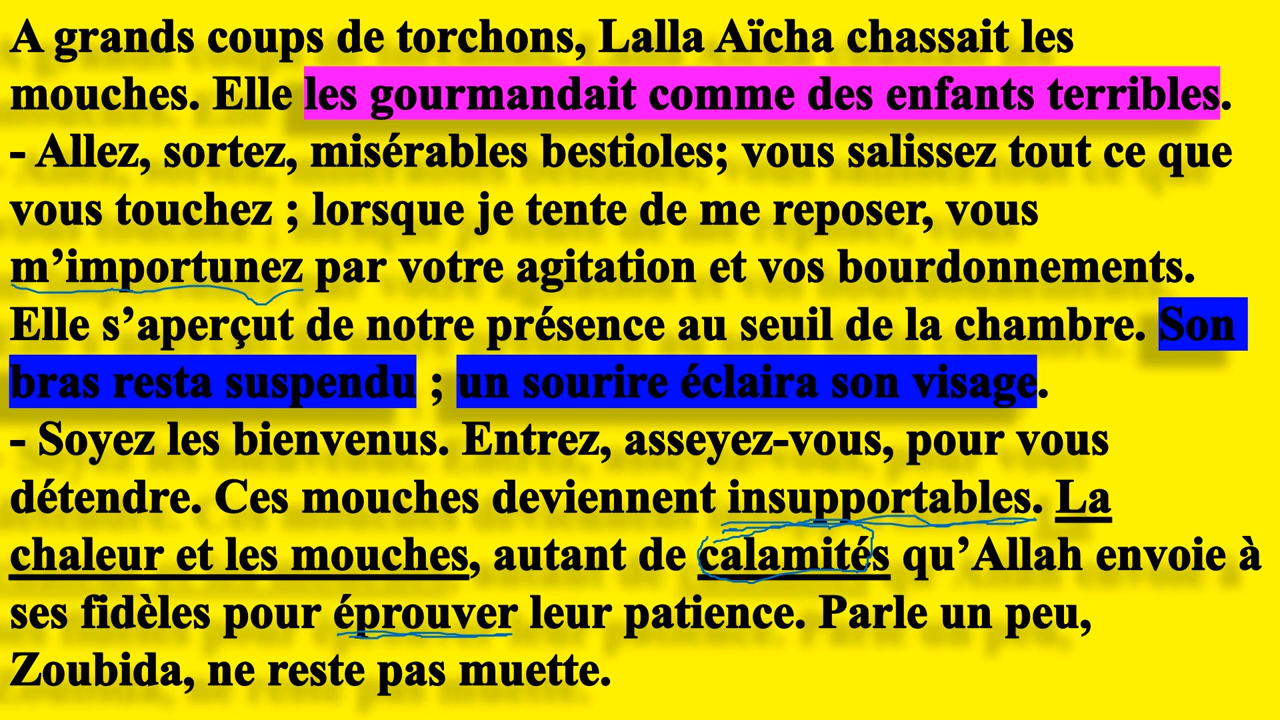 A grands coups de torchons, Lalla Aïcha chassait les
mouches. Elle les gourmandait comme des enfants terribles.
- Allez, sortez, misérables bestioles; vous salissez tout ce que
vous touchez ; lorsque je tente de me reposer, vous
m’importunez par votre agitation et vos bourdonnements.
Elle s’aperçut de notre présence au seuil de la chambre. Son
bras resta suspendu ; un sourire éclaira son visage.
- Soyez les bienvenus. Entrez, asseyez-vous, pour vous
détendre. Ces mouches deviennent insupportables. La
chaleur et les mouches, autant de calamités qu’Allah envoie à
ses fidèles pour éprouver leur patience. Parle un peu,
Zoubida, ne reste pas muette.